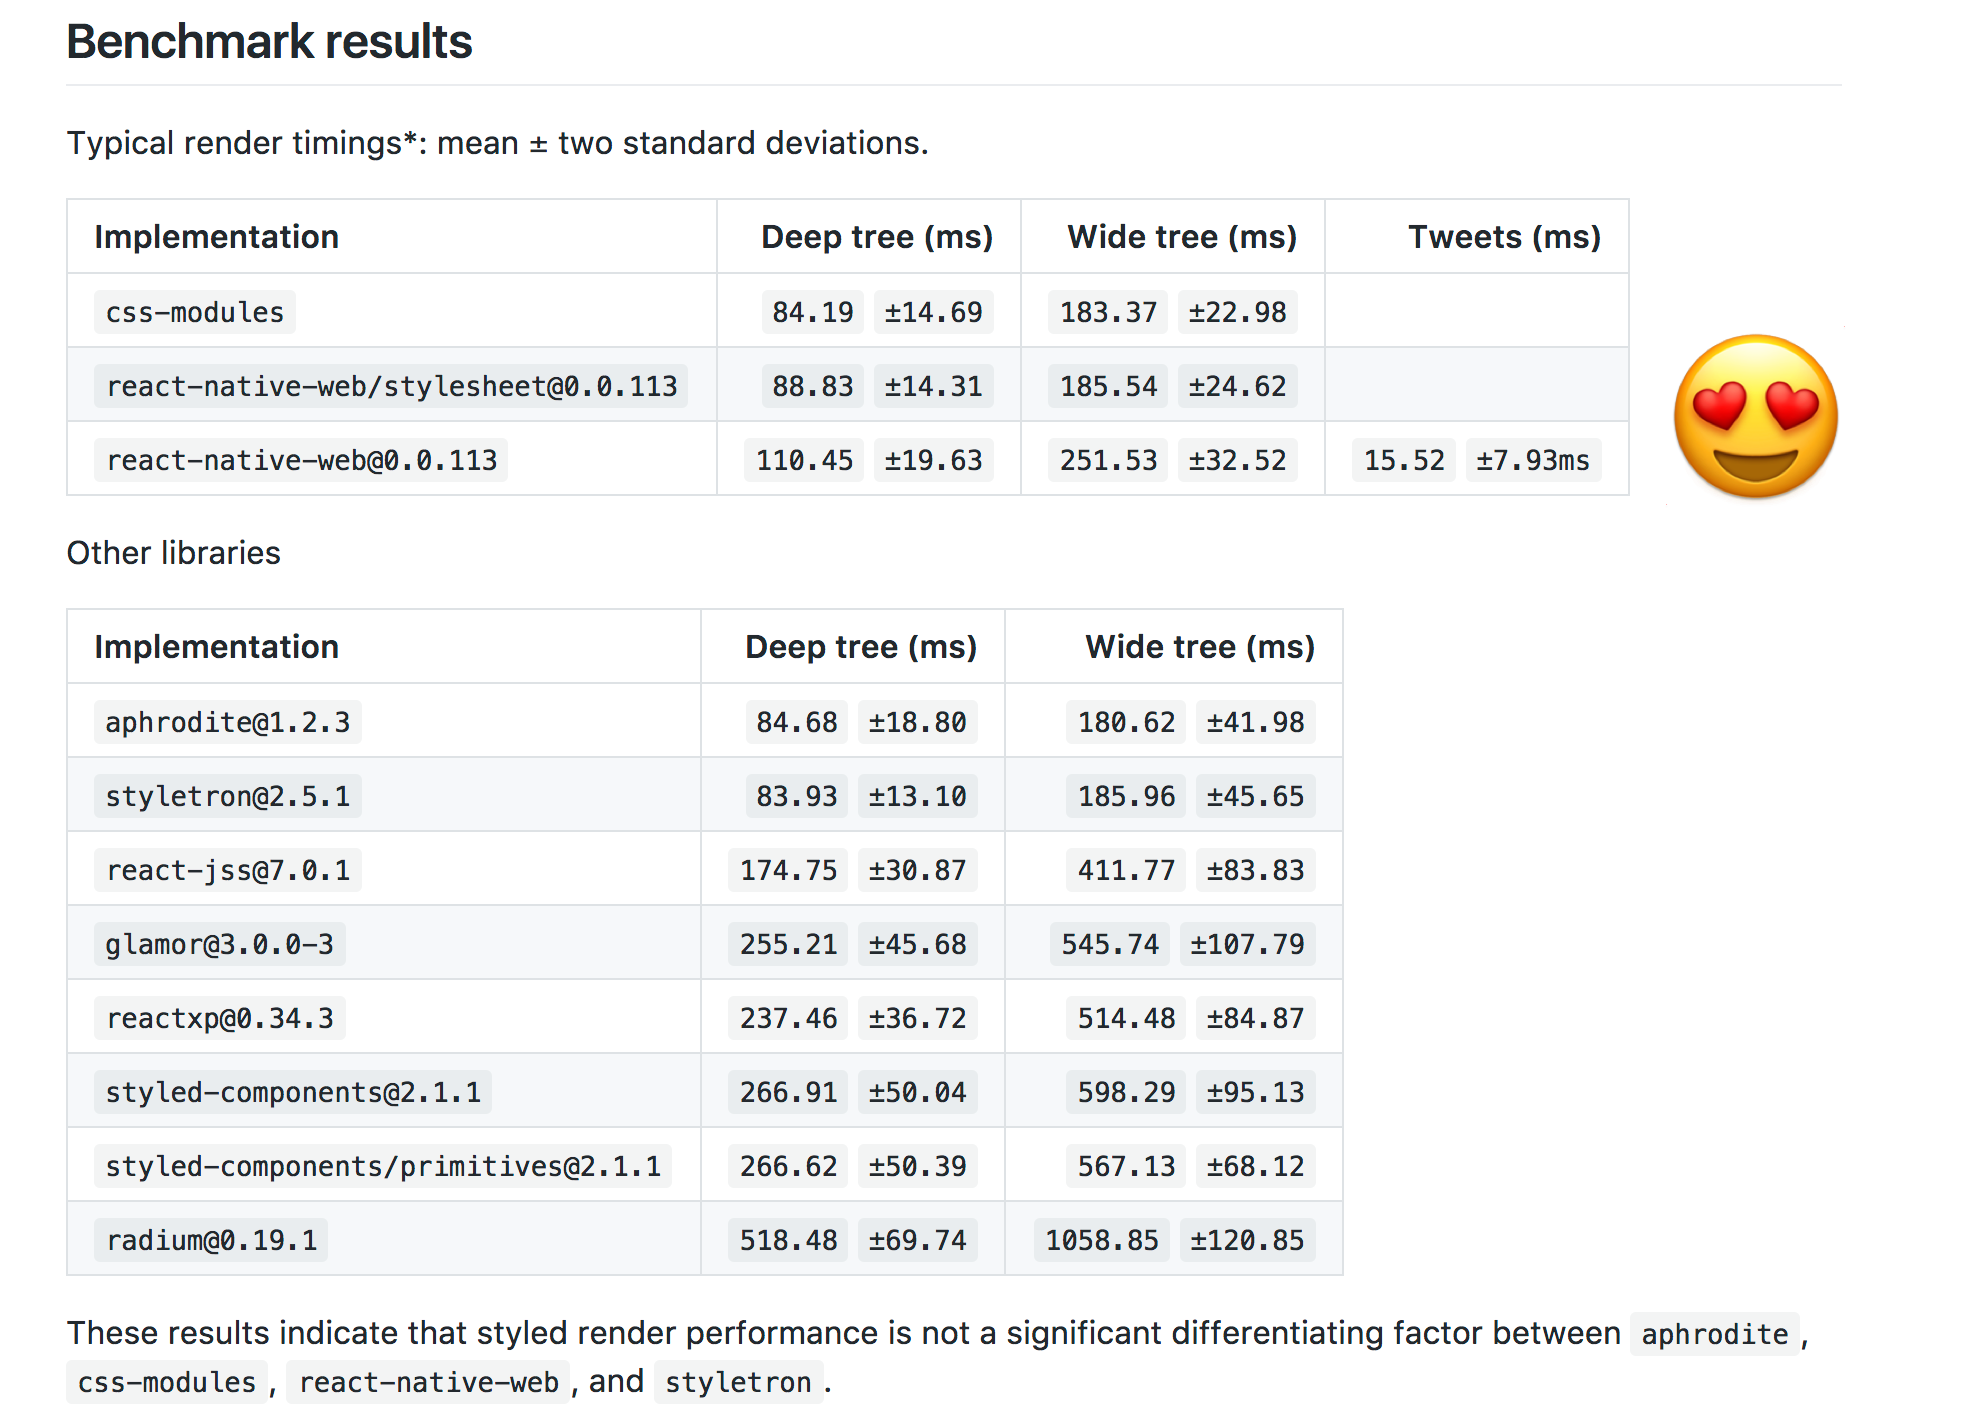 Benchmark results
Typical render timings*: mean ± two standard deviations.
Implementation Deep tree (ms) Wide tree (ms) Tweets (ms)
css-modules 84.19 ±14.69 183.37 ±22.98
react-native-web/stylesheet@0.0.113 88.83 ±14.31 185.54 ±24.62
react-native-web@0.0.113 110.45 ±19.63 251.53 ±32.52 15.52 ±7.93ms
Other libraries
Implementation Deep tree (ms) Wide tree (ms)
aphrodite@1.2.3 84.68 ±18.80 180.62 ±41.98
styletron@2.5.1 83.93 ±13.10 185.96 ±45.65
react-jss@7.0.1 174.75 ±30.87 411.77 ±83.83
glamor@3.0.0-3 255.21 ±45.68 545.74 ±107.79
reactxp@0.34.3 237.46 ±36.72 514.48 ±84.87
styled-components@2.1.1 266.91 ±50.04 598.29 ±95.13
styled-components/primitives@2.1.1 266.62 ±50.39 567.13 ±68.12
radium@0.19.1 518.48 ±69.74 1058.85 ±120.85
These results indicate that styled render performance is not a significant differentiating factor between aphrodite,
css-modules, react-native-web, and styletron.